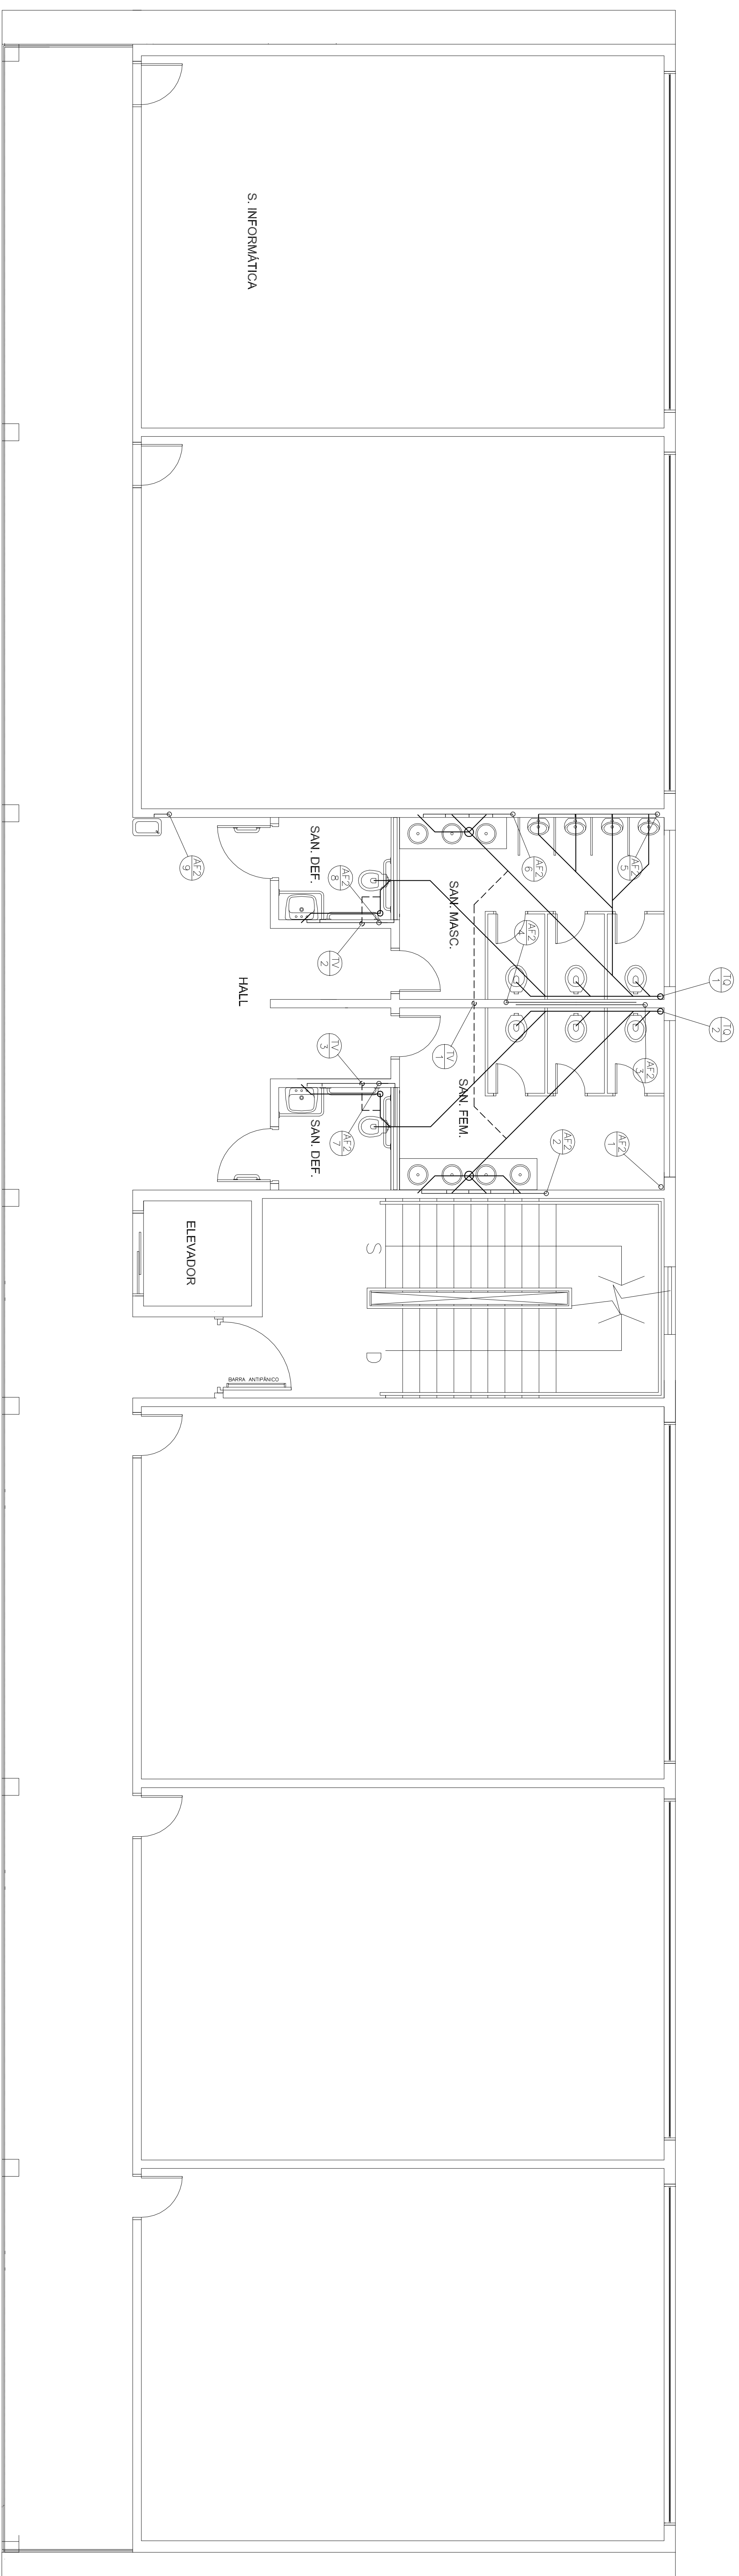 S. INFORMÁTICA
SAN. DEF.
SAN. MASC.
HALL
SAN. FEM.
SAN. DEF.
ELEVADOR
BARRA ANTIPÂNICO
S
D
TQ
1
TQ
2
AF2
1
AF2
2
AF2
3
AF2
4
AF2
5
AF2
6
AF2
7
AF2
8
AF2
9
TV
1
TV
2
TV
3